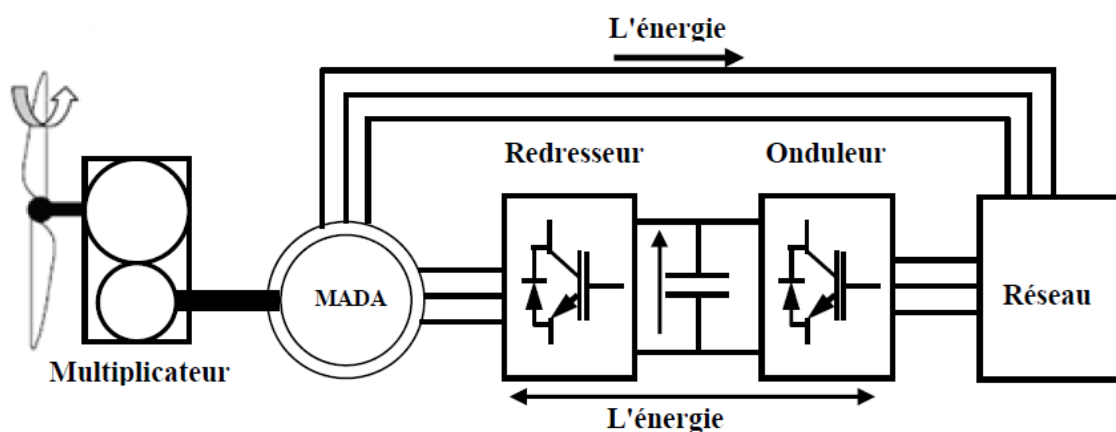 L'énergie
Redresseur
Onduleur
MADA
Réseau
Multiplicateur
L'énergie